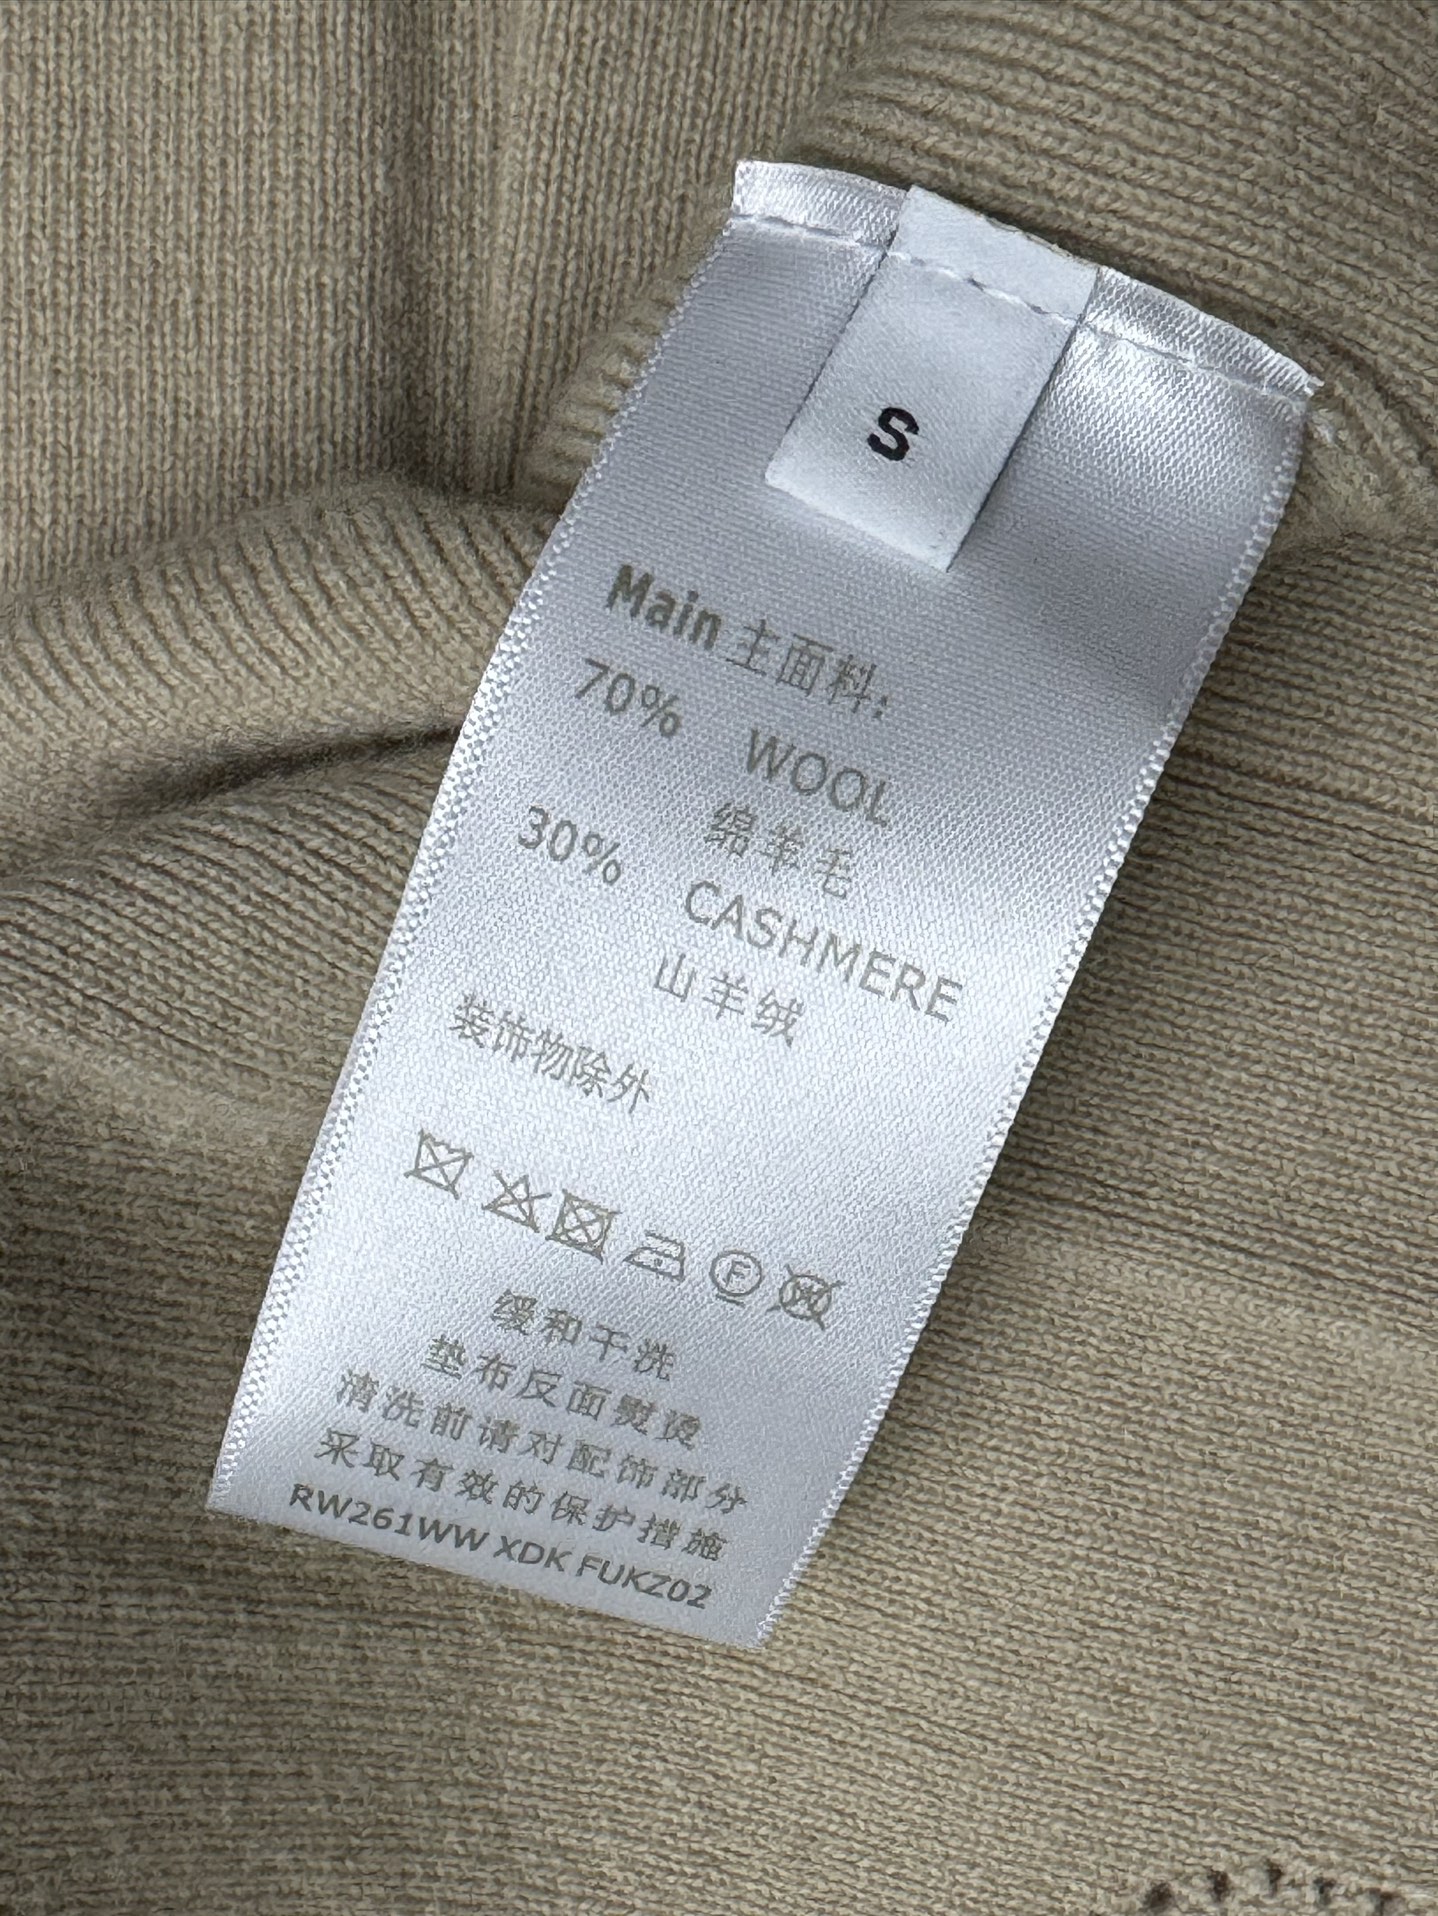 S
Main 主面料:
70% WOOL
绵羊毛
30% CASHMERE
山羊绒
装饰物除外
F
W
缓和干洗
垫布反面熨烫
清洗前请对配饰部分
采取有效的保护措施
RW261WW XDK FUKZ02